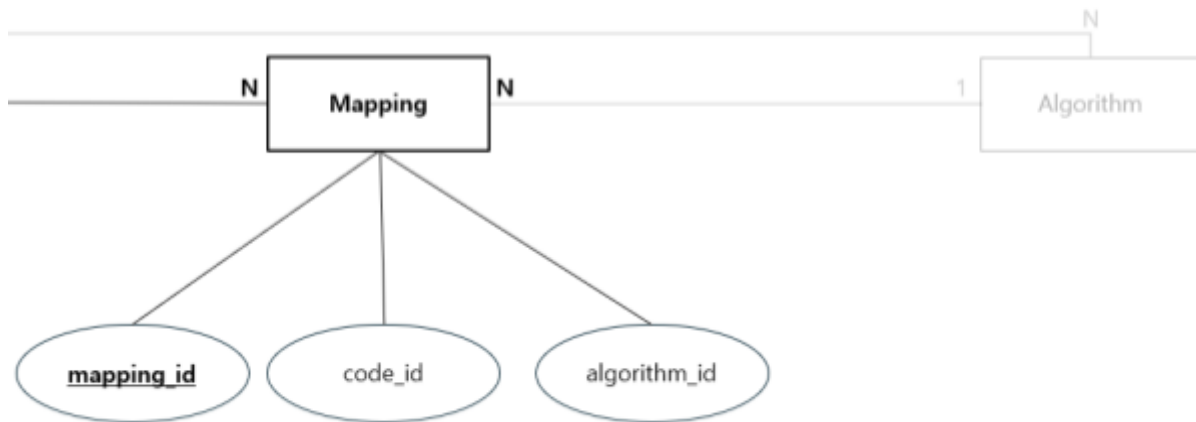 N
N
Mapping
N
1
Algorithm
mapping_id
code_id
algorithm_id